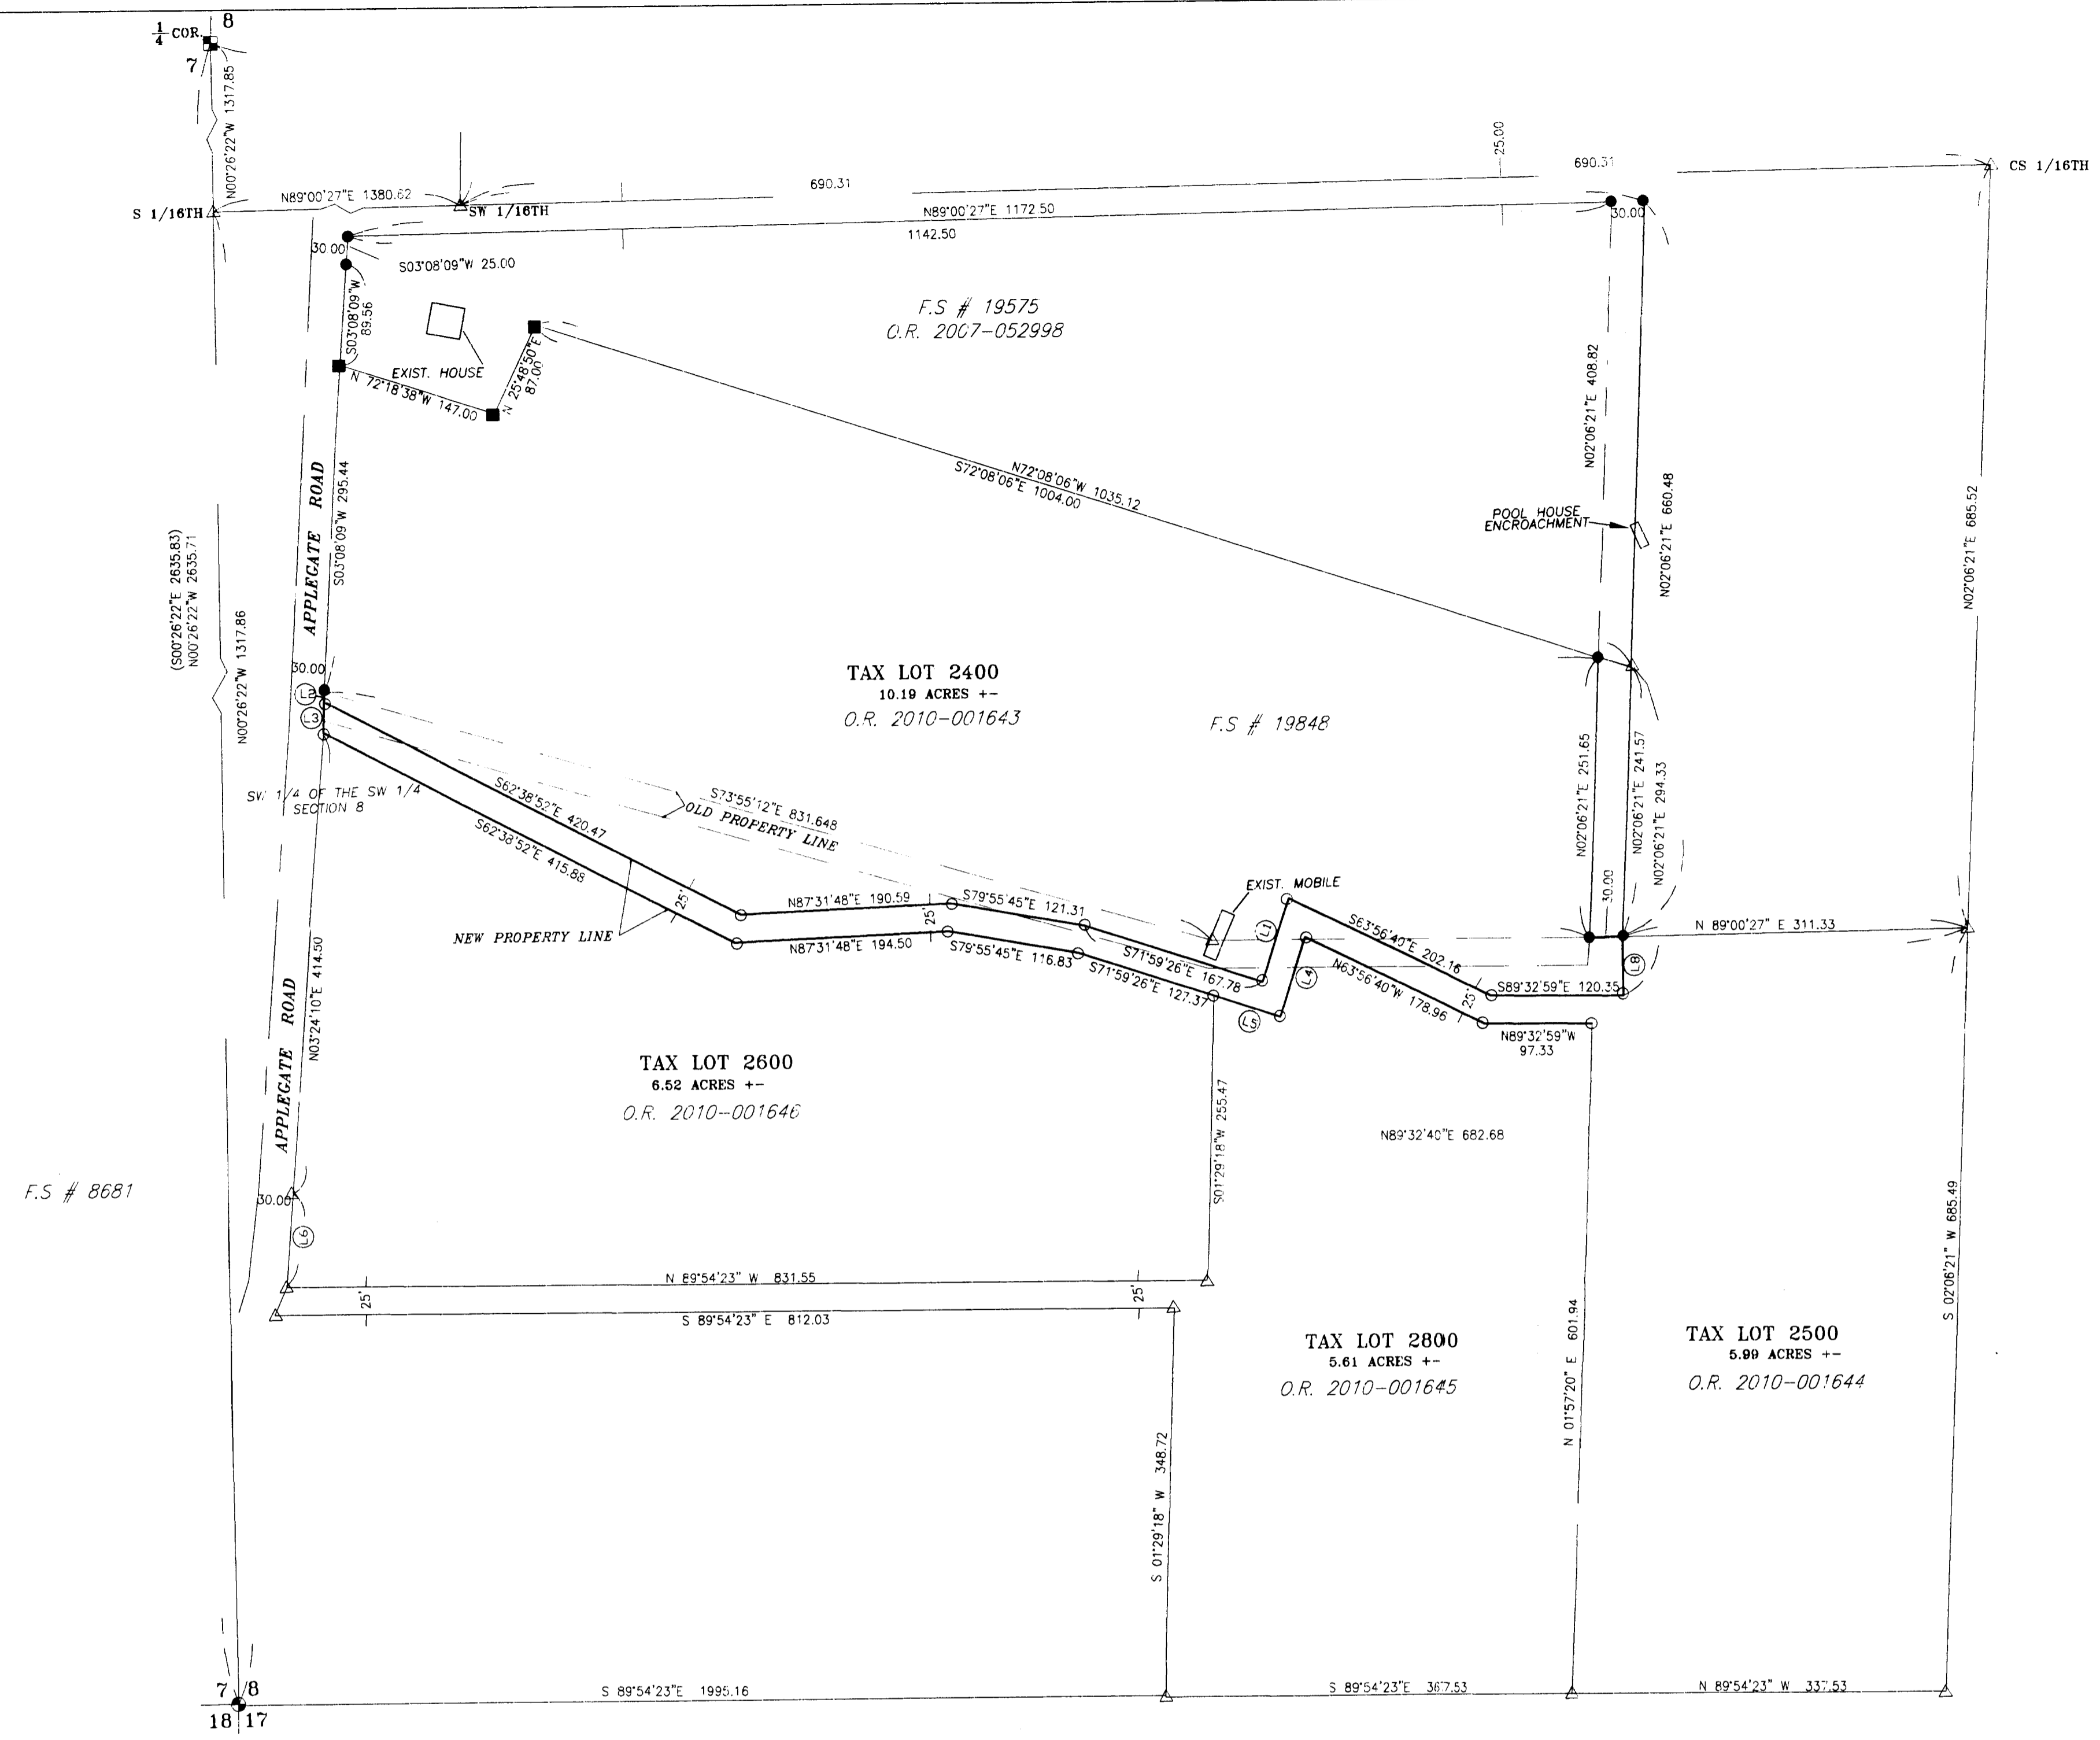 8
1/4 COR.
7
N00°26'22"W 1317.85
25.00
690.31
690.31
CS 1/16TH
N89°00'27"E 1380.62
S 1/16TH
SW 1/16TH
N89°00'27"E 1172.50
30.00
1142.50
30.00
S03°08'09"W 25.00
S03°08'09"W
89.56
F.S # 19575
O.R. 2007-052998
EXIST. HOUSE
N 25°48'50"E
87.00
N 72°18'38"W 147.00
N02°06'21"E 408.82
APPLEGATE ROAD
S03°08'09"W 295.44
N72°08'06"W 1035.12
S72°08'06"E 1004.00
POOL HOUSE
ENCROACHMENT
N02°06'21"E 660.48
N02°06'21"E 685.52
(S00°26'22"E 2635.83)
N00°26'22"W 2635.71
N00°26'22"W 1317.86
30.00
L2
L3
TAX LOT 2400
10.19 ACRES +-
O.R. 2010-001643
F.S # 19848
N02°06'21"E 251.65
N02°06'21"E 241.57
N02°06'21"E 294.33
SW 1/4 OF THE SW 1/4
SECTION 8
S62°38'52"E 420.47
S62°38'52"E 415.88
S73°55'12"E 831.648
OLD PROPERTY LINE
25'
NEW PROPERTY LINE
N87°31'48"E 190.59
25'
N87°31'48"E 194.50
S79°55'45"E 121.31
S79°55'45"E 116.83
EXIST. MOBILE
L1
S71°59'26"E 167.78
S71°59'26"E 127.37
S63°56'40"E 202.16
L4
N63°56'40"W 178.96
L5
25'
30.00
N 89°00'27" E 311.33
L8
S89°32'59"E 120.35
N89°32'59"W
97.33
N03°24'10"E 414.50
APPLEGATE ROAD
TAX LOT 2600
6.52 ACRES +-
O.R. 2010-001646
S01°29'18"W 255.47
N89°32'40"E 682.68
F.S # 8681
30.00
L6
N 89°54'23" W 831.55
25'
25'
S 89°54'23" E 812.03
S 02°06'21" W 685.49
N 01°57'20" E 601.94
TAX LOT 2800
5.61 ACRES +-
O.R. 2010-001645
TAX LOT 2500
5.99 ACRES +-
O.R. 2010-001644
S 01°29'18" W 348.72
7 8
18 17
S 89°54'23"E 1995.16
S 89°54'23"E 367.53
N 89°54'23" W 337.53